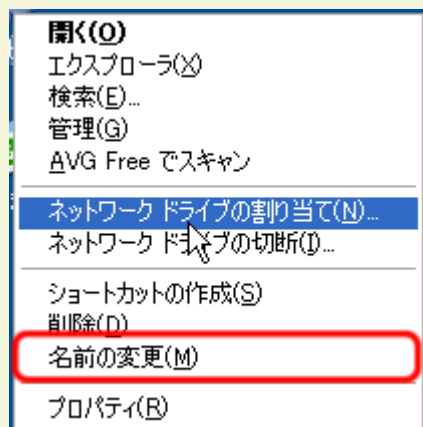 開く(O)
エクスプローラ(X)
検索(E)...
管理(G)
AVG Free でスキャン
ネットワーク ドライブの割り当て(N)...
ネットワーク ドライブの切断(I)...
ショートカットの作成(S)
削除(D)
名前の変更(M)
プロパティ(R)